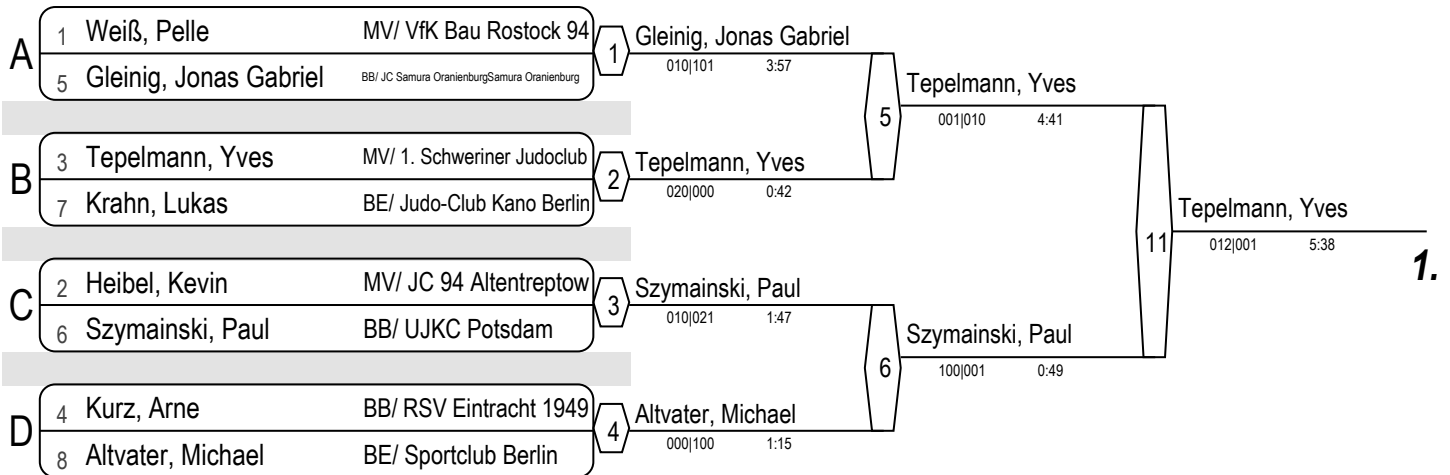 A
1 Weiß, Pelle MV/ VfK Bau Rostock 94
5 Gleinig, Jonas Gabriel BB/ JC Samura OranienburgSamura Oranienburg
B
3 Tepelmann, Yves MV/ 1. Schweriner Judoclub
7 Krahn, Lukas BE/ Judo-Club Kano Berlin
C
2 Heibel, Kevin MV/ JC 94 Altentreptow
6 Szymainski, Paul BB/ UJKC Potsdam
D
4 Kurz, Arne BB/ RSV Eintracht 1949
8 Altvater, Michael BE/ Sportclub Berlin
1 Gleinig, Jonas Gabriel
010|101 3:57
2 Tepelmann, Yves
020|000 0:42
3 Szymainski, Paul
010|021 1:47
4 Altvater, Michael
000|100 1:15
5 Tepelmann, Yves
001|010 4:41
6 Szymainski, Paul
100|001 0:49
11 Tepelmann, Yves
012|001 5:38
1.